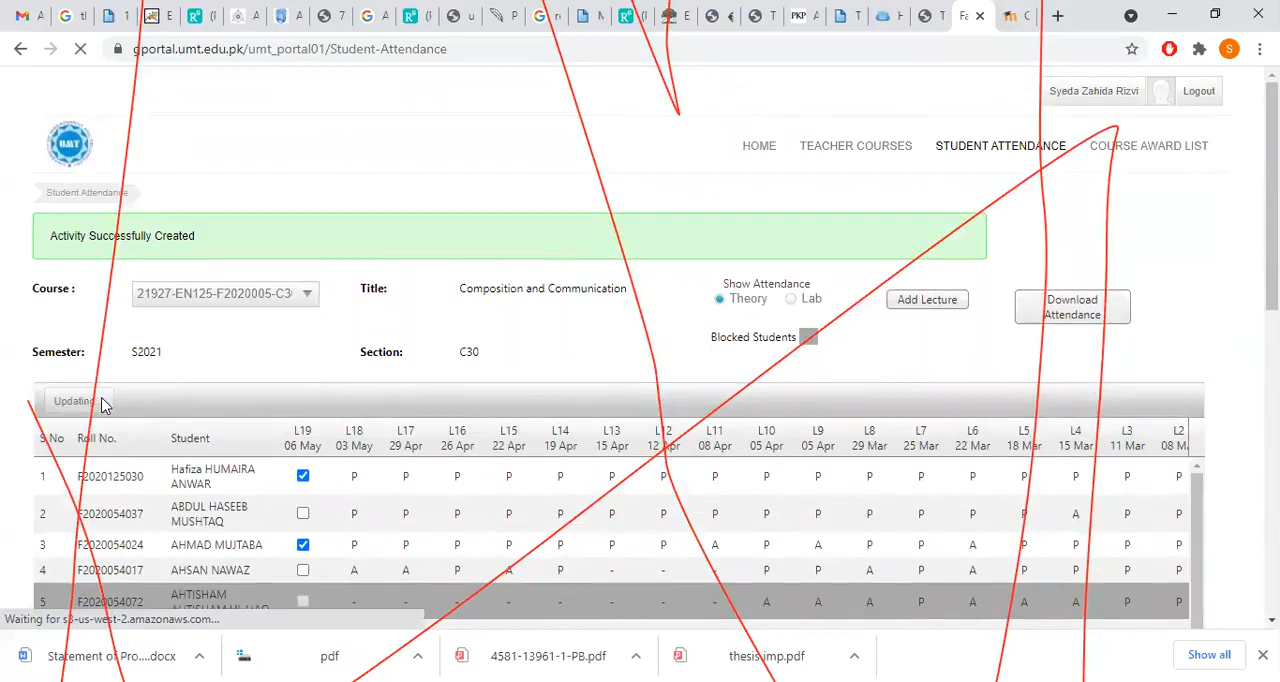 gportal.umt.edu.pk/umt_portal01/Student-Attendance
Syeda Zahida Rizvi Logout
UMT
HOME TEACHER COURSES STUDENT ATTENDANCE COURSE AWARD LIST
Student Attendance
Activity Successfully Created
Course : 21927-EN125-F2020005-C3 Title: Composition and Communication Show Attendance
Theory Lab Add Lecture Download Attendance
Blocked Students
Semester: S2021 Section: C30
Updating..
S No Roll No. Student L19 06 May L18 03 May L17 29 Apr L16 26 Apr L15 22 Apr L14 19 Apr L13 15 Apr L12 12 Apr L11 08 Apr L10 05 Apr L9 05 Apr L8 29 Mar L7 25 Mar L6 22 Mar L5 18 Mar L4 15 Mar L3 11 Mar L2 08 M
1 F2020125030 Hafiza HUMAIRA ANWAR P P P P P P P P P P P P P P P P P
2 F2020054037 ABDUL HASEEB MUSHTAQ P P P P P P P P P P P P P P A P P
3 F2020054024 AHMAD MUJTABA P P P P P P P A P A P P A P P P P
4 F2020054017 AHSAN NAWAZ A A P A P - - - P P A P A P A P P
5 F2020054072 AHTISHAM - - - - - - - - A A A P A A A P P
Waiting for s3-us-west-2.amazonaws.com...
Statement of Pro....docx pdf 4581-13961-1-PB.pdf thesis imp.pdf Show all